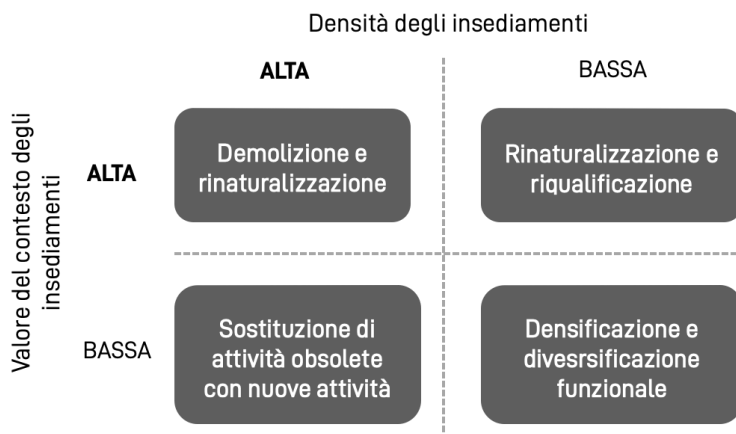 Densità degli insediamenti
ALTA
BASSA
Valore del contesto degli
insediamenti
ALTA
Demolizione e
rinaturalizzazione
Rinaturalizzazione e
riqualificazione
BASSA
Sostituzione di
attività obsolete
con nuove attività
Densificazione e
divesrsificazione
funzionale